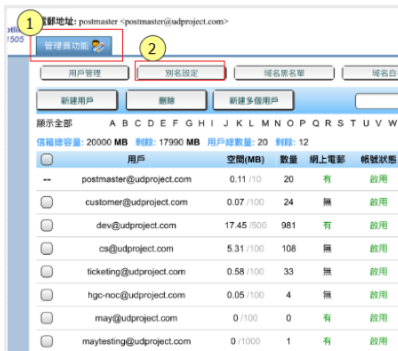 1
電郵地址: postmaster <postmaster@udproject.com>
1505
管理員功能
2
用戶管理 別名設定 域名黑名單 域名白
新建用戶 刪除 新建多個用戶
顯示全部 A B C D E F G H I J K L M N O P Q R S T U V W
信箱總容量: 20000 MB 剩餘: 17990 MB 用戶總數量: 20 剩餘: 12
用戶 空間(MB) 數量 網上電郵 帳號狀態
-- postmaster@udproject.com 0.11 /10 20 有 啟用
customer@udproject.com 0.07 /100 24 無 啟用
dev@udproject.com 17.45 /500 981 有 啟用
cs@udproject.com 5.31 /100 108 無 啟用
ticketing@udproject.com 0.58 /100 33 無 啟用
hgc-noc@udproject.com 0.05 /100 4 無 啟用
may@udproject.com 0 /100 0 有 啟用
maytesting@udproject.com 0 /1000 1 有 啟用